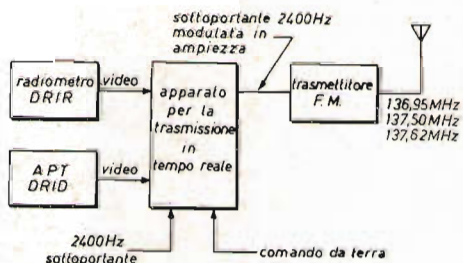 sottoportante 2400Hz
modulata in
ampiezza
radiometro
DRIR
video
apparato
per la
trasmissione
in
tempo reale
trasmettitore
F.M.
136,95MHz
137,50MHz
137,62MHz
APT
DRID
video
2400Hz
sottoportante
comando da terra